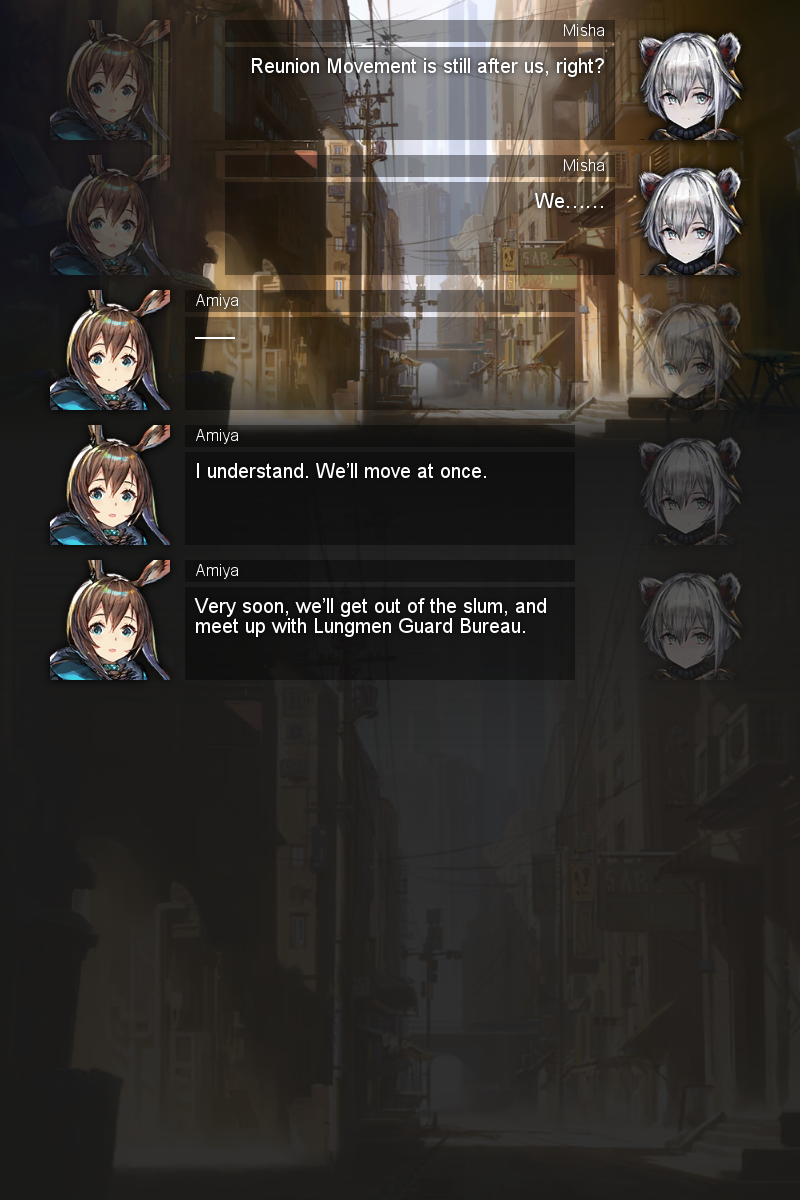 Misha
Reunion Movement is still after us, right?
Misha
We......
Amiya
——
Amiya
I understand. We'll move at once.
Amiya
Very soon, we'll get out of the slum, and
meet up with Lungmen Guard Bureau.